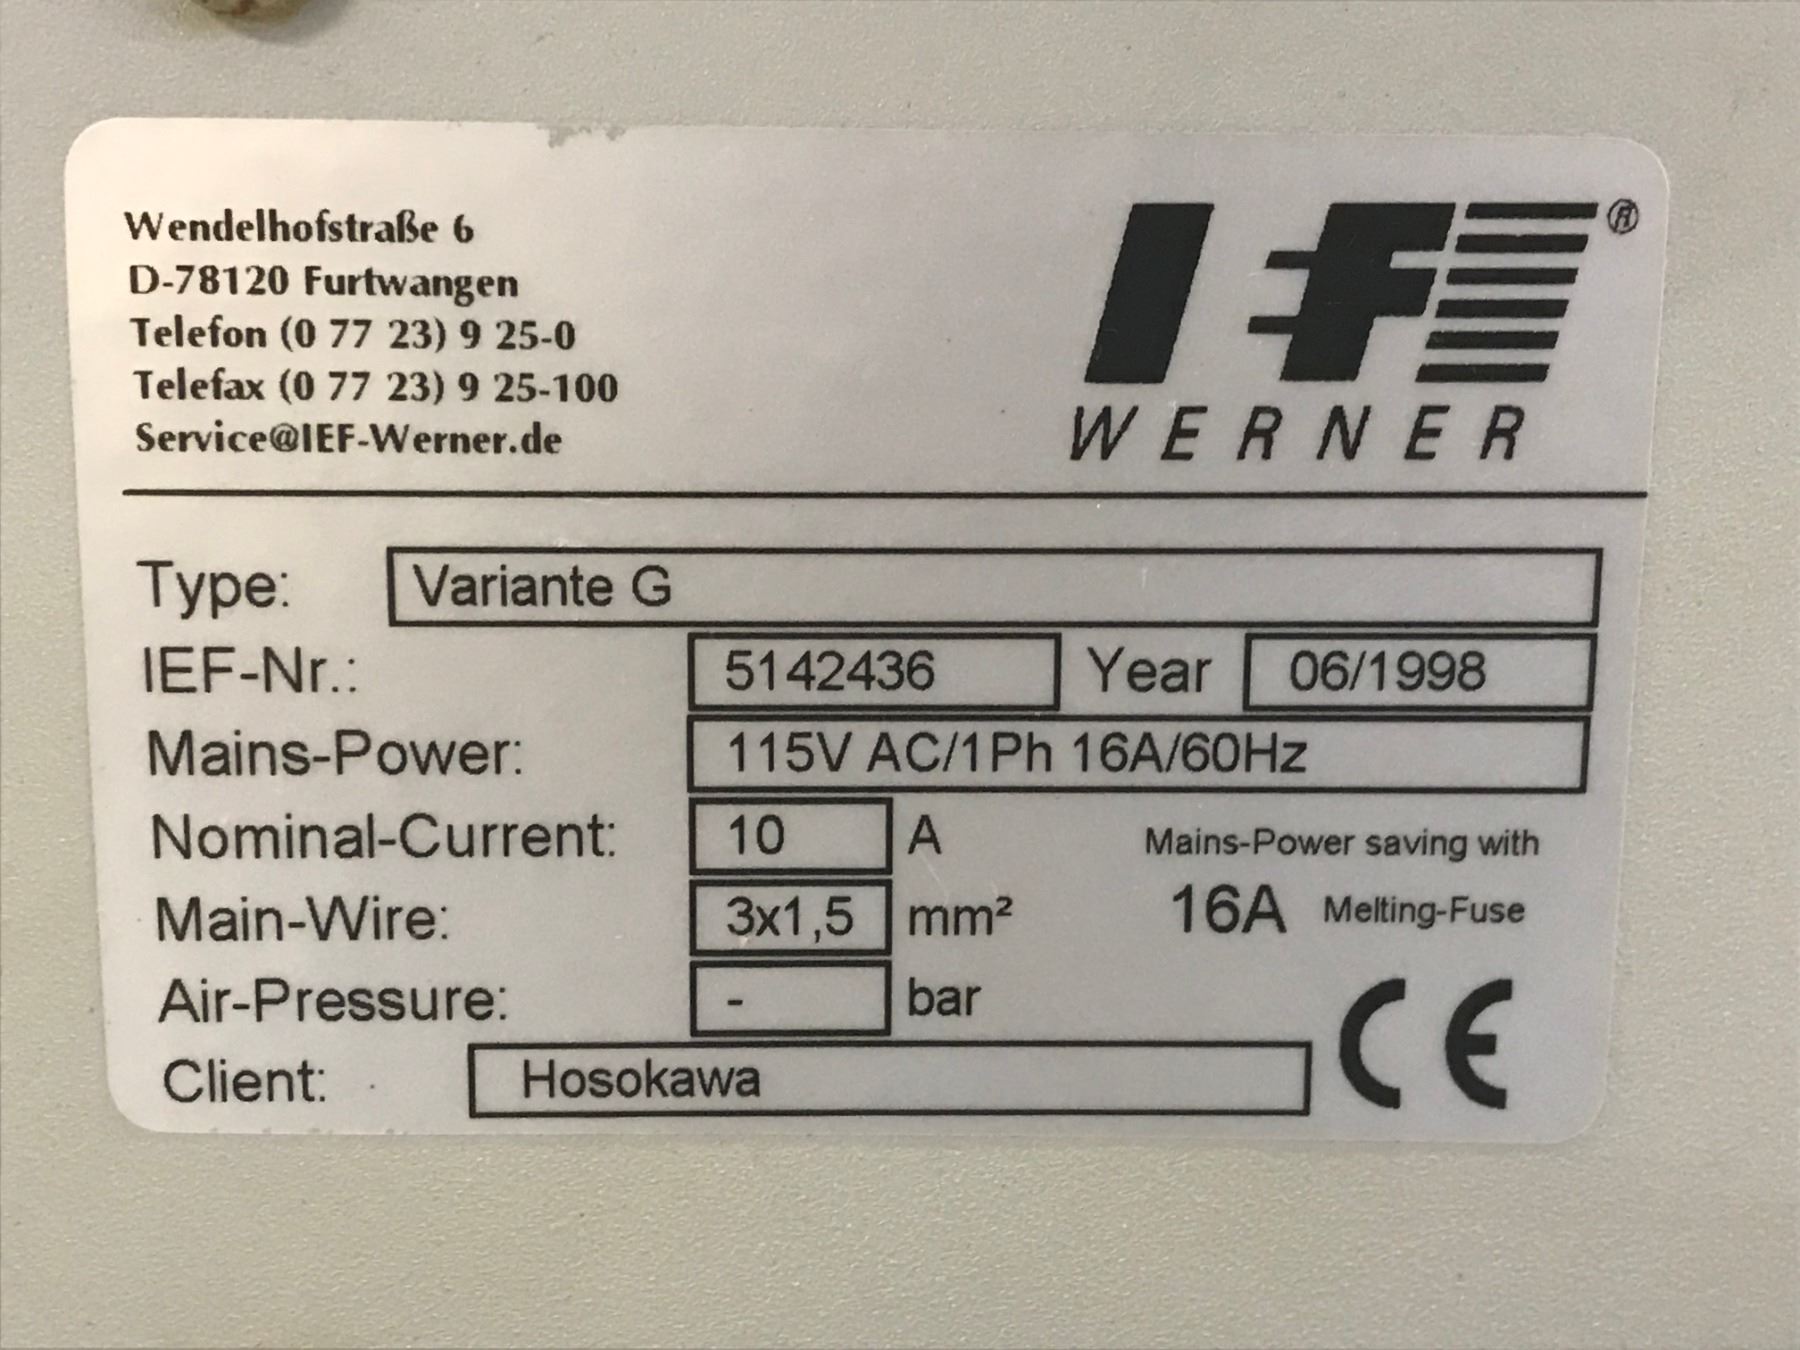 Wendelhofstraße 6
D-78120 Furtwangen
Telefon (0 77 23) 9 25-0
Telefax (0 77 23) 9 25-100
Service@IEF-Werner.de
IEF®
WERNER
Type: Variante G
IEF-Nr.: 5142436 Year 06/1998
Mains-Power: 115V AC/1Ph 16A/60Hz
Nominal-Current: 10 A
Mains-Power saving with
Main-Wire: 3x1,5 mm²
16A Melting-Fuse
Air-Pressure: - bar
Client: Hosokawa
CE